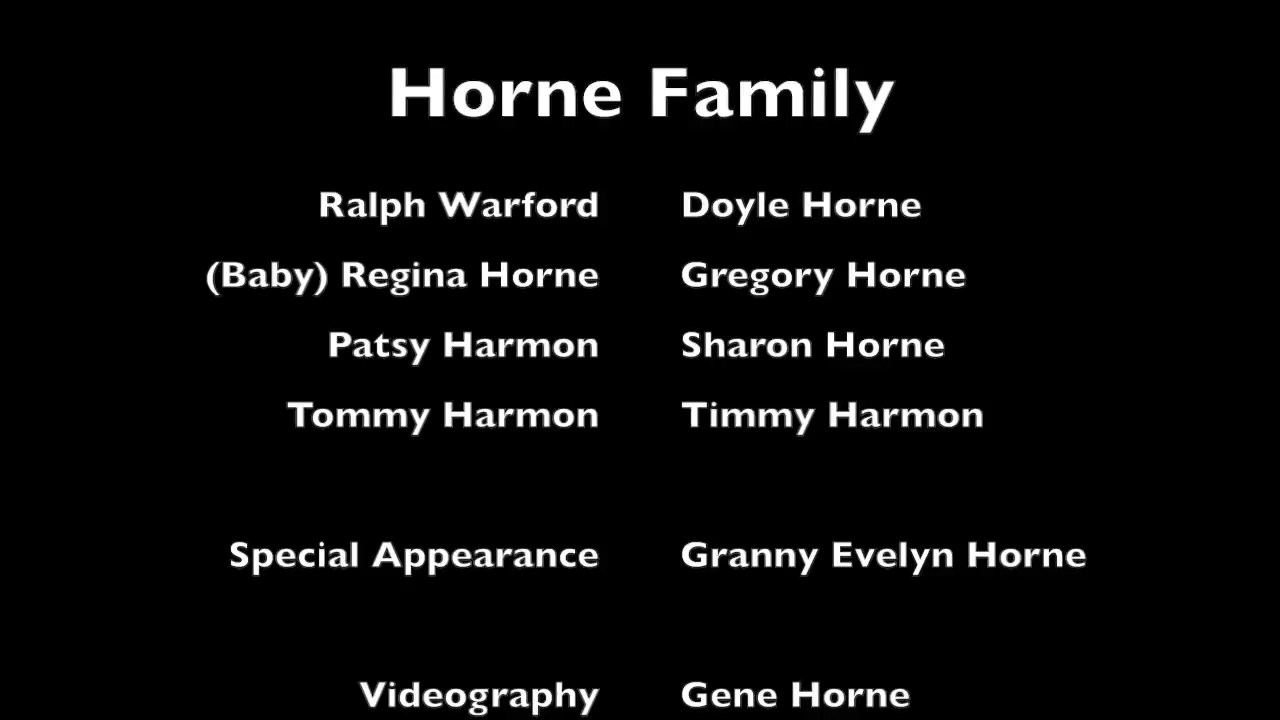 Horne Family
Ralph Warford Doyle Horne
(Baby) Regina Horne Gregory Horne
Patsy Harmon Sharon Horne
Tommy Harmon Timmy Harmon
Special Appearance Granny Evelyn Horne
Videography Gene Horne